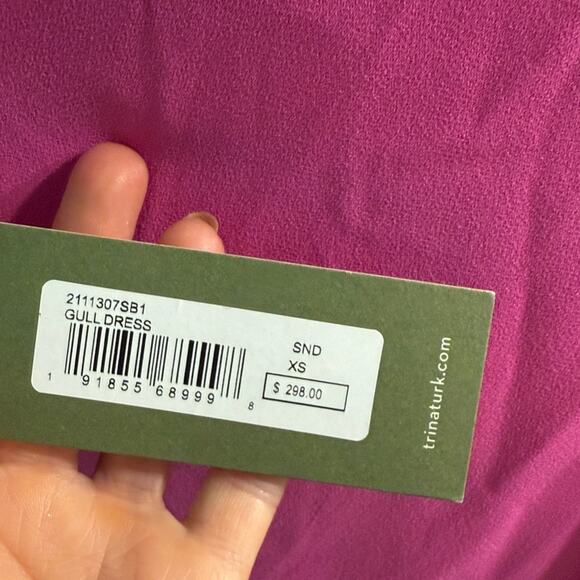 2111307SB1
GULL DRESS
1 91855 68999 8
SND
XS
$ 298.00
trinaturk.com